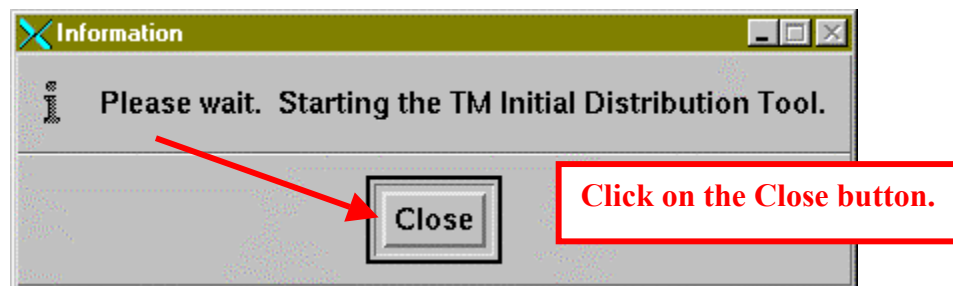 Information
Please wait. Starting the TM Initial Distribution Tool.
Close
Click on the Close button.